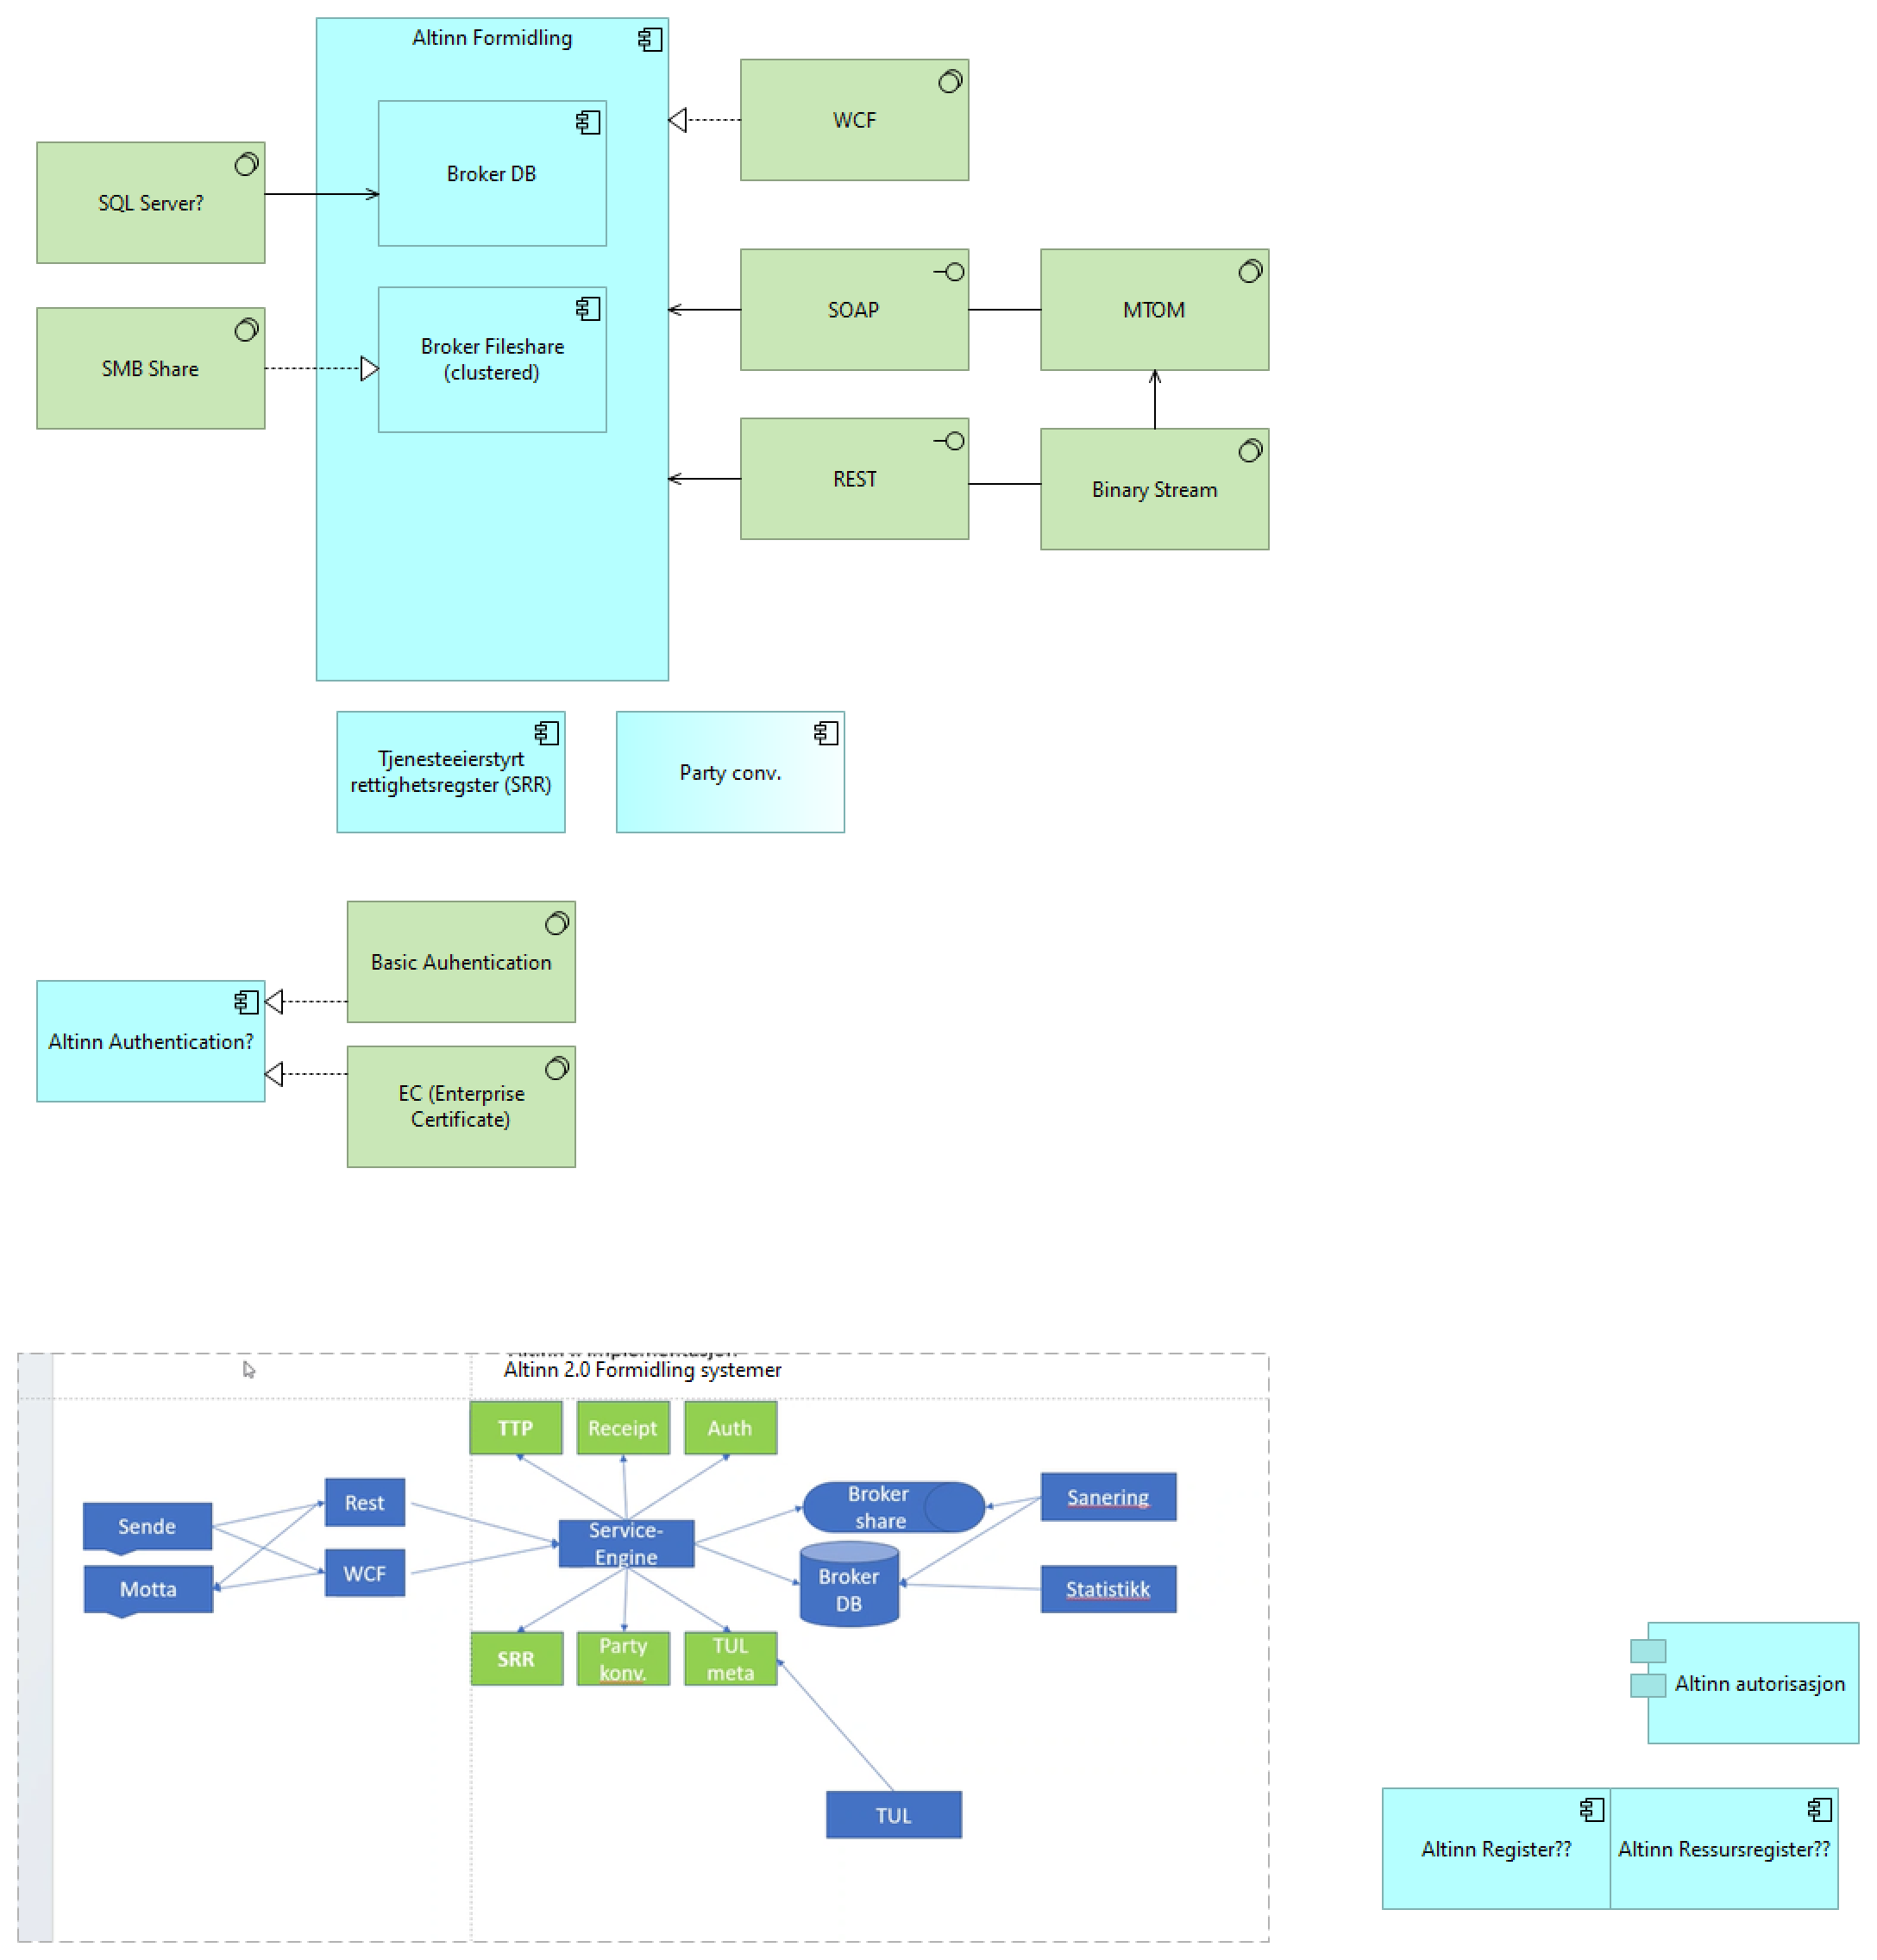 Altinn Formidling
WCF
Broker DB
SQL Server?
SOAP
MTOM
Broker Fileshare
(clustered)
SMB Share
REST
Binary Stream
Tjenesteeierstyrt
rettighetsregster (SRR)
Party conv.
Basic Auhentication
Altinn Authentication?
EC (Enterprise
Certificate)
Altinn 2.0 Formidling systemer
TTP
Receipt
Auth
Sende
Motta
Rest
WCF
Service-
Engine
Broker
share
Broker
DB
Sanering
Statistikk
SRR
Party
konv.
TUL
meta
TUL
Altinn autorisasjon
Altinn Register??
Altinn Ressursregister??